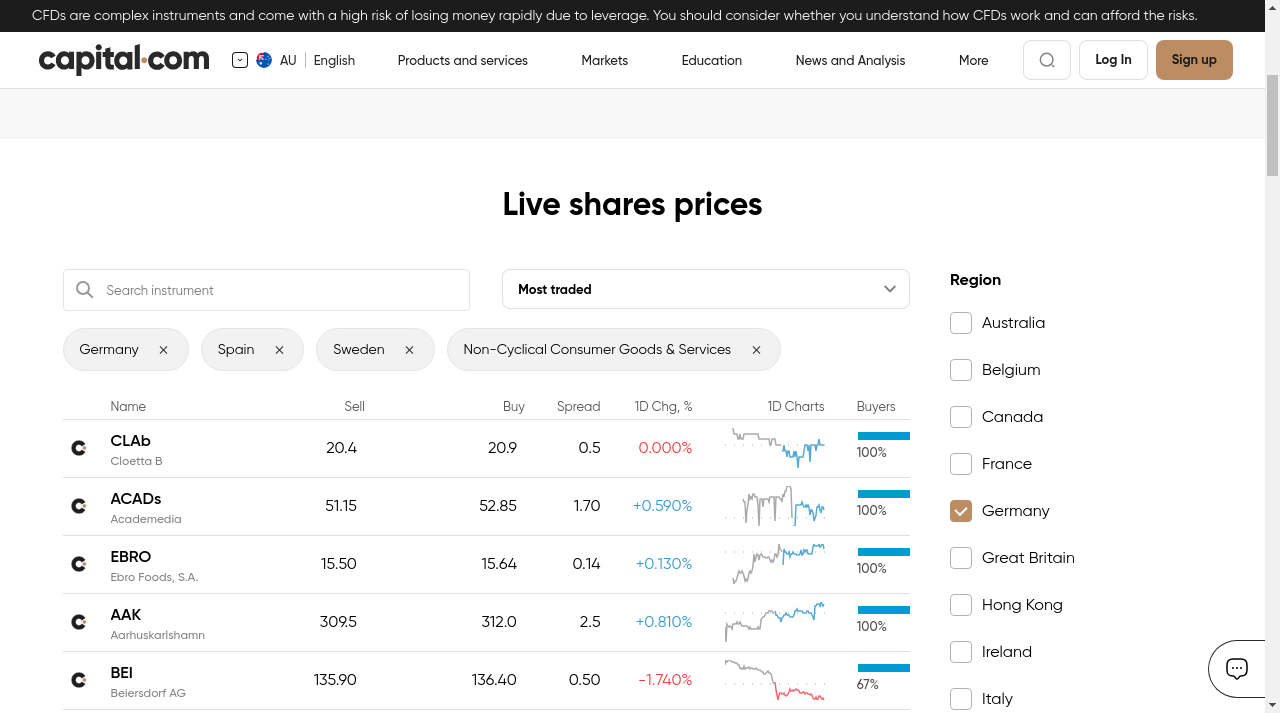 CFDs are complex instruments and come with a high risk of losing money rapidly due to leverage. You should consider whether you understand how CFDs work and can afford the risks.
capital.com AU English Products and services Markets Education News and Analysis More Log In Sign up
Live shares prices
Search instrument Most traded
Germany Spain Sweden Non-Cyclical Consumer Goods & Services
Name Sell Buy Spread 1D Chg, % 1D Charts Buyers
CLAb 20.4 20.9 0.5 0.000% 100%
Cloetta B
ACADs 51.15 52.85 1.70 +0.590% 100%
Academedia
EBRO 15.50 15.64 0.14 +0.130% 100%
Ebro Foods, S.A.
AAK 309.5 312.0 2.5 +0.810% 100%
Aarhuskarlshamn
BEI 135.90 136.40 0.50 -1.740% 67%
Beiersdorf AG
Region
Australia
Belgium
Canada
France
Germany
Great Britain
Hong Kong
Ireland
Italy